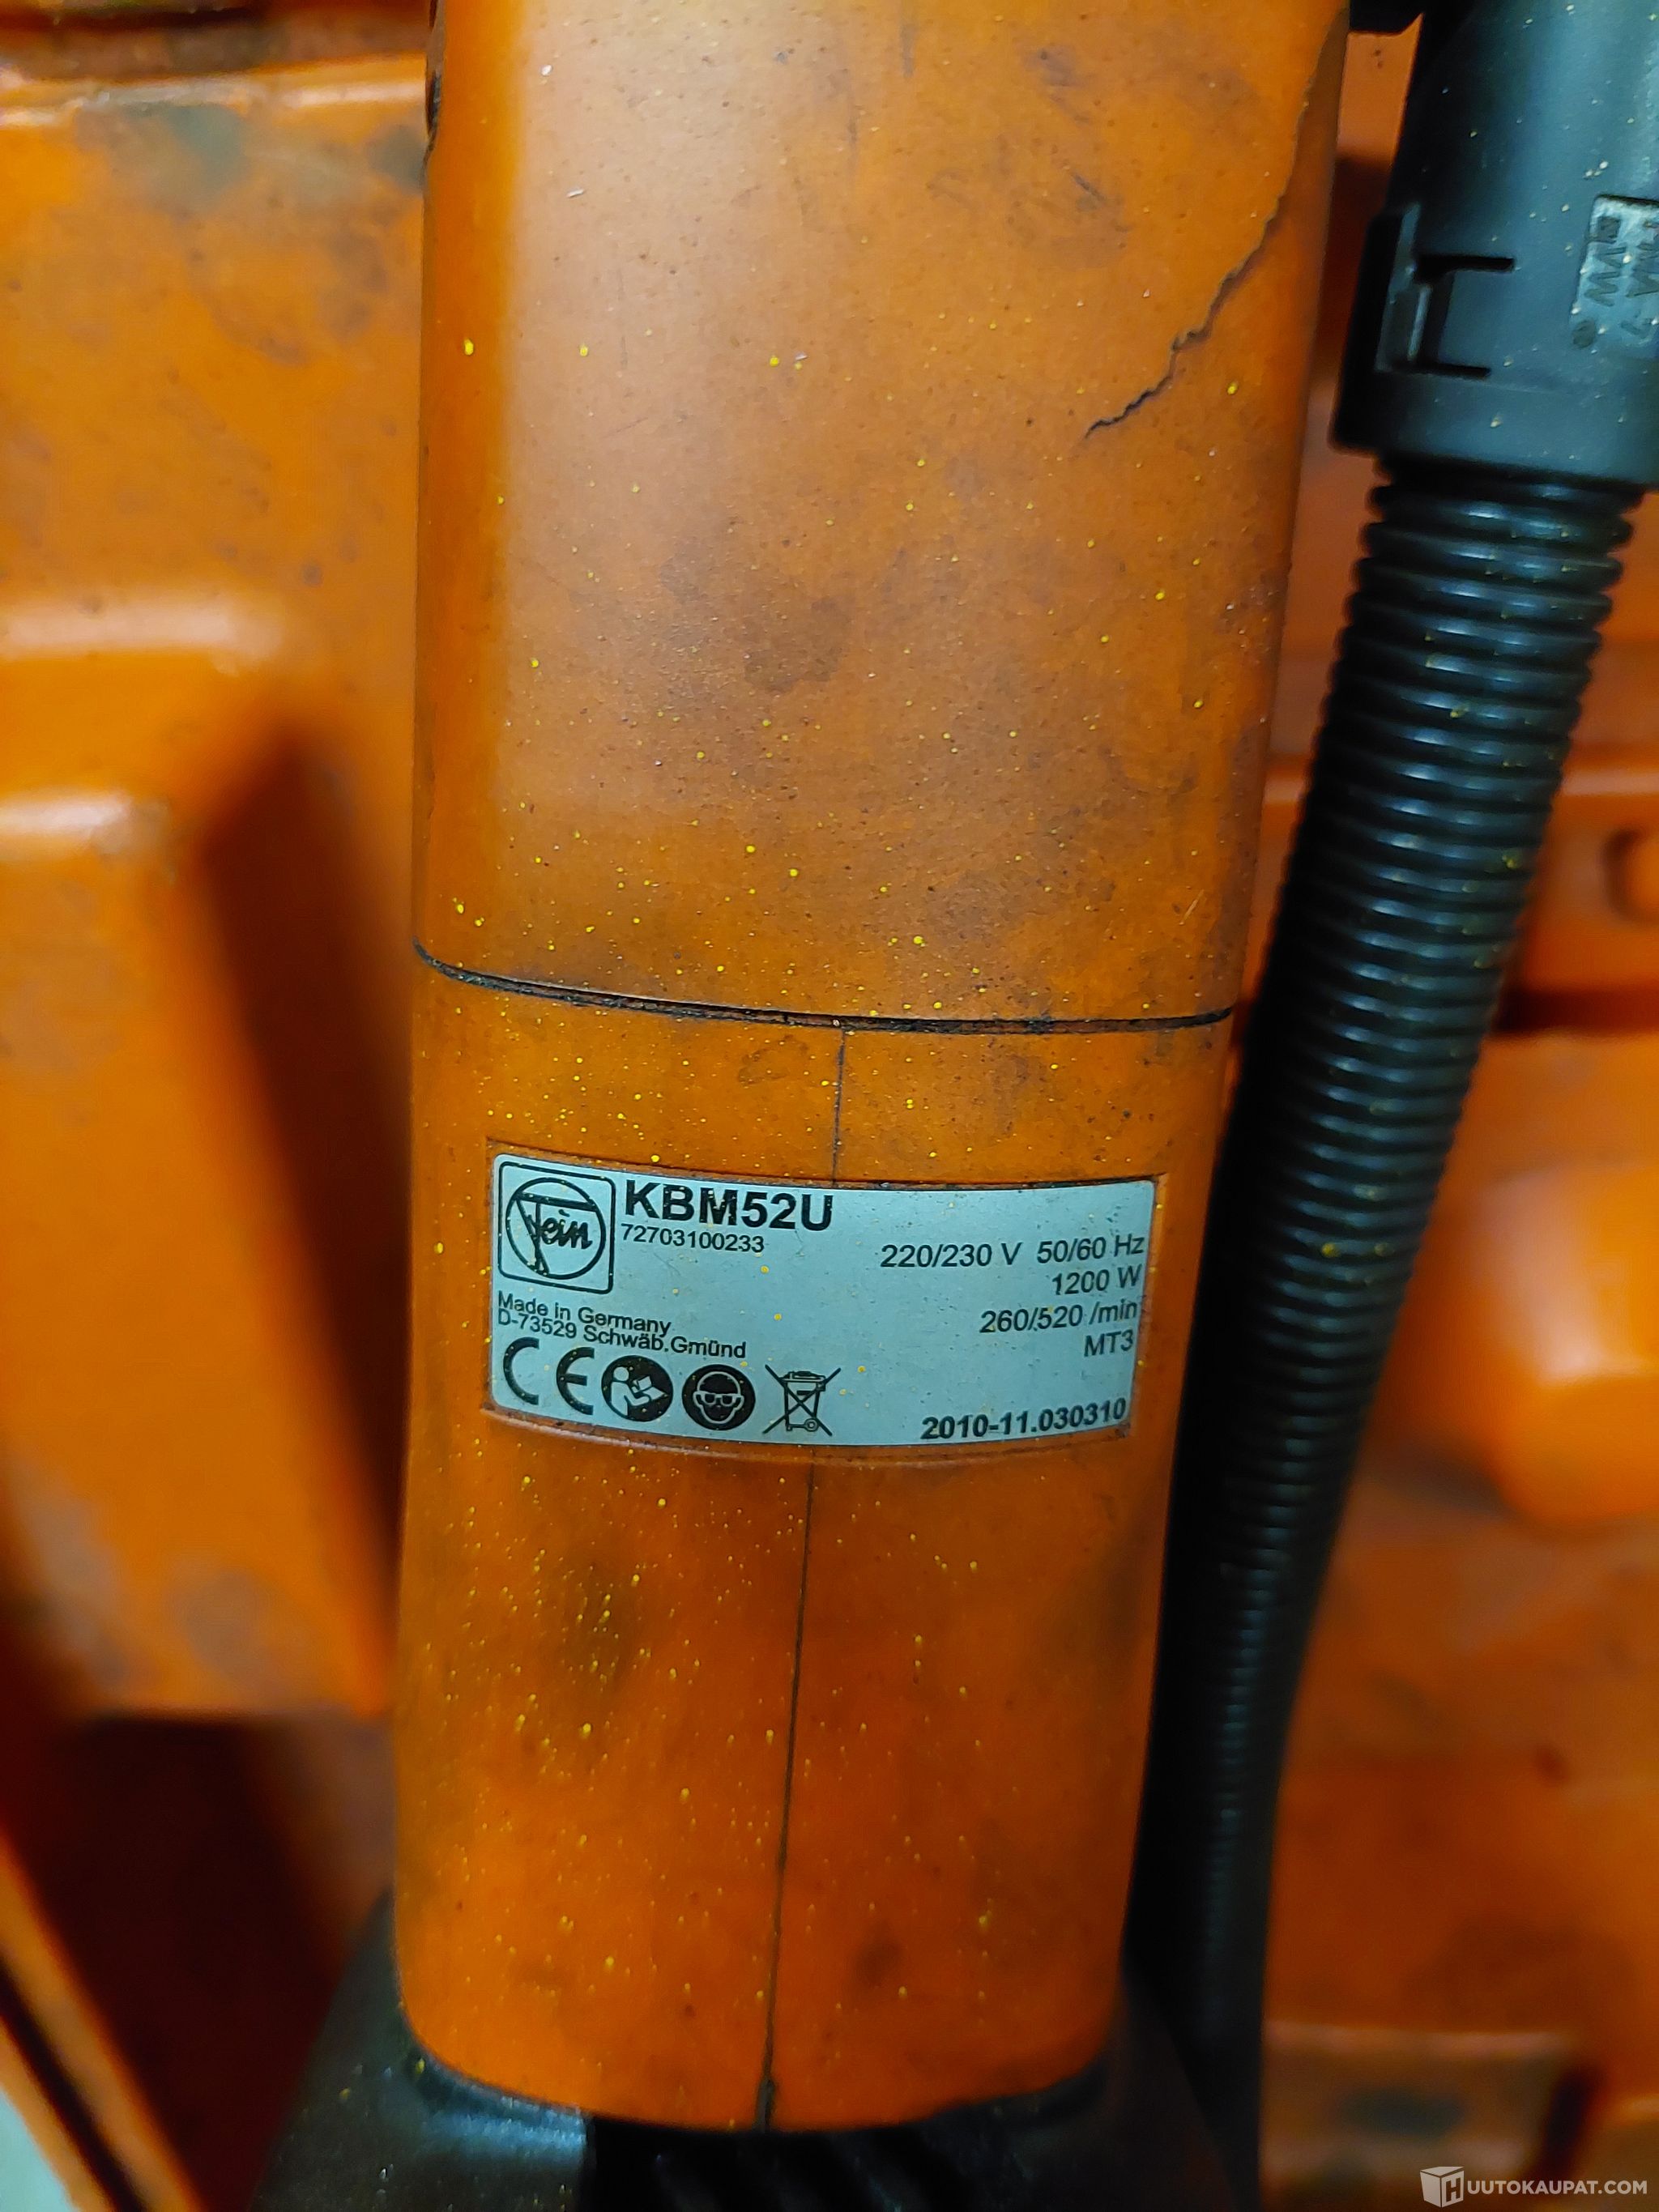 Fein
KBM52U
72703100233
220/230 V 50/60 Hz
1200 W
260/520 /min
MT3
Made in Germany
D-73529 Schwäb.Gmünd
CE
2010-11.030310
HUUTOKAUPAT.COM